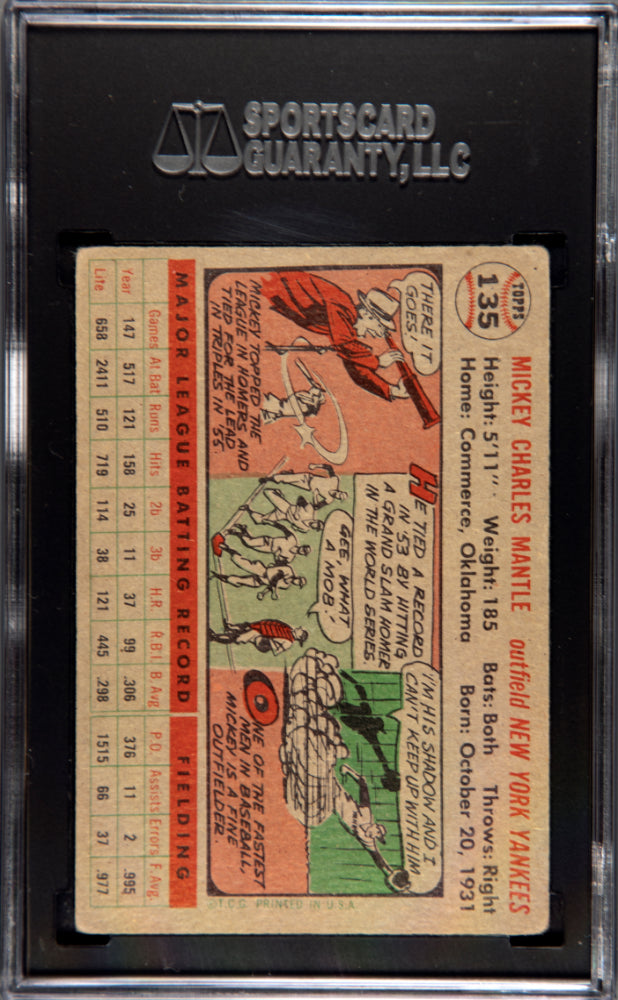 SPORTSCARD
GUARANTY, LLC
TOPPS
135
MICKEY CHARLES MANTLE outfield NEW YORK YANKEES
Height: 5'11" · Weight: 185 Bats: Both Throws: Right
Home: Commerce, Oklahoma Born: October 20, 1931
THERE IT
GOES!
MICKEY TOPPED THE
LEAGUE IN HOMERS AND
TIED FOR THE LEAD
IN TRIPLES IN '55.
HE TIED A RECORD
IN '53 BY HITTING
A GRAND SLAM HOMER
IN THE WORLD SERIES
GEE, WHAT
A MOB!
I'M HIS SHADOW AND I
CAN'T KEEP UP WITH HIM
ONE OF THE FASTEST
MEN IN BASEBALL,
MICKEY IS A FINE
OUTFIELDER.
©T.C.G. PRINTED IN U.S.A.
MAJOR LEAGUE BATTING RECORD FIELDING
Games At Bat Runs Hits 2b 3b H.R. R.B.I. B. Avg. P.O. Assists Errors F. Avg.
Year 147 517 121 158 25 11 37 99 .306 376 11 2 .995
Life 658 2411 510 719 114 38 121 445 .298 1515 66 37 .977